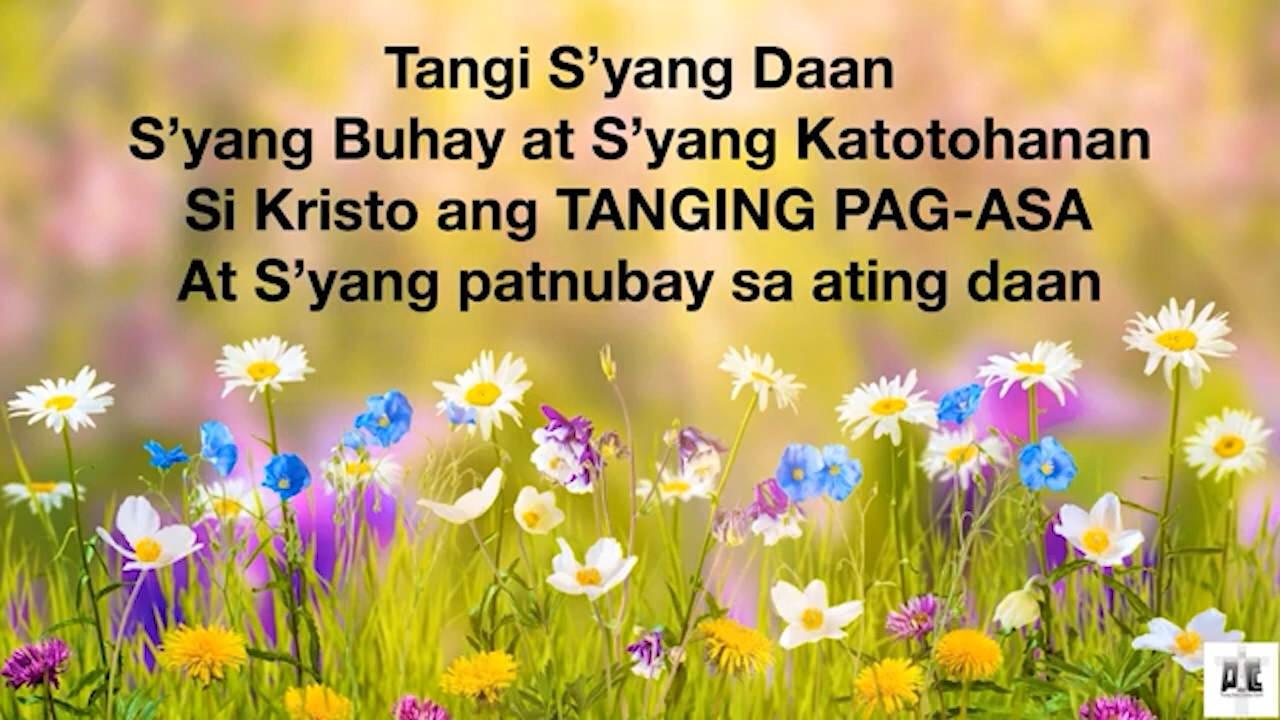 Tangi S’yang Daan
S’yang Buhay at S’yang Katotohanan
Si Kristo ang TANGING PAG-ASA
At S’yang patnubay sa ating daan